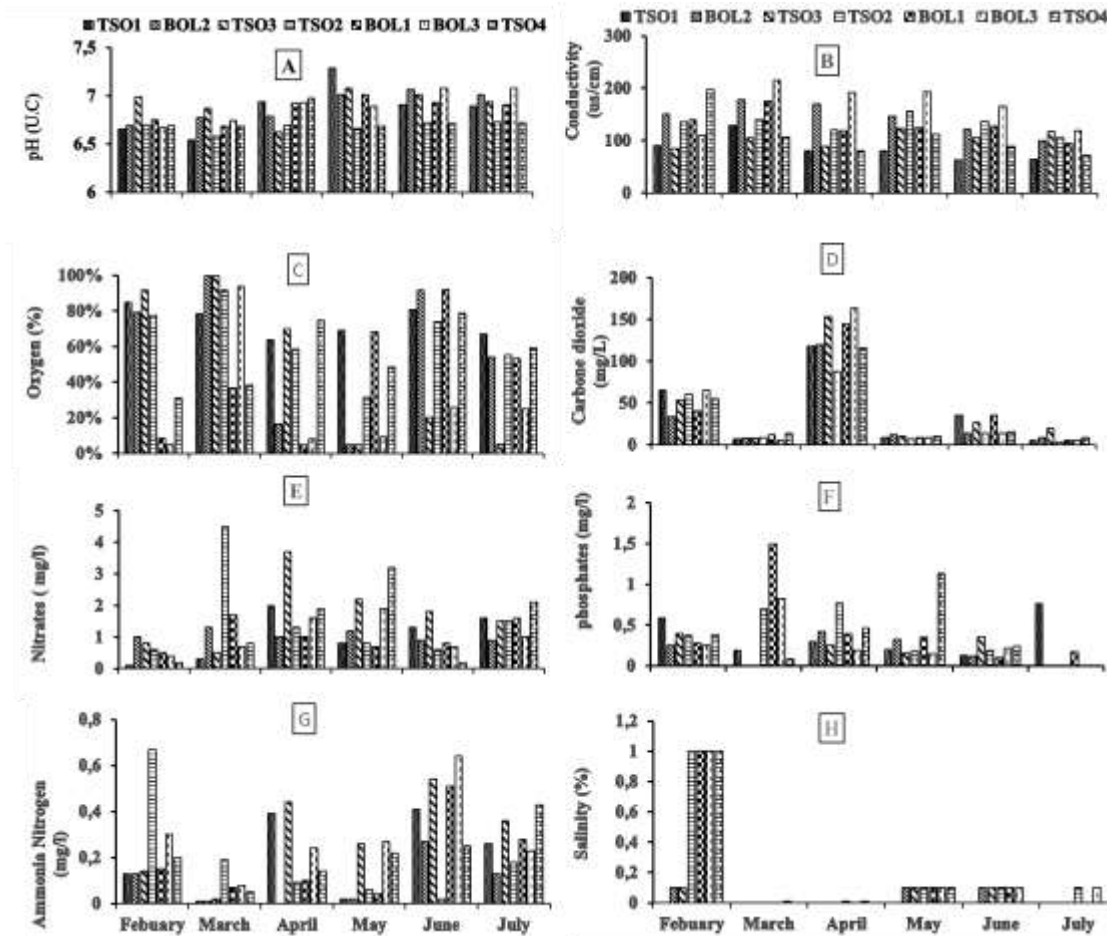 TSO1 BOL2 TSO3 TSO2 BOL1 BOL3 TSO4
TSO1 BOL2 TSO3 TSO2 BOL1 BOL3 TSO4
7,5
7
6,5
6
pH (U.C)
A
300
200
100
0
Conductivity
(us/cm)
B
100%
80%
60%
40%
20%
0%
Oxygen (%)
C
200
150
100
50
0
Carbone dioxide
(mg/L)
D
5
4
3
2
1
0
Nitrates ( mg/l)
E
2
1,5
1
0,5
0
phosphates (mg/l)
F
0,8
0,6
0,4
0,2
0
Ammonia Nitrogen
(mg/l)
G
Febuary March April May June July
1,2
1
0,8
0,6
0,4
0,2
0
Salinity (%)
H
Febuary March April May June July